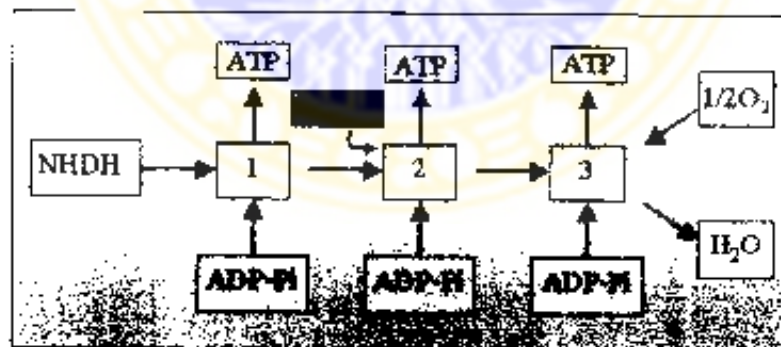 ATP ATP ATP
1/2O₂
NHDH 1 2 3
H₂O
ADP-Pi ADP-Pi ADP-Pi